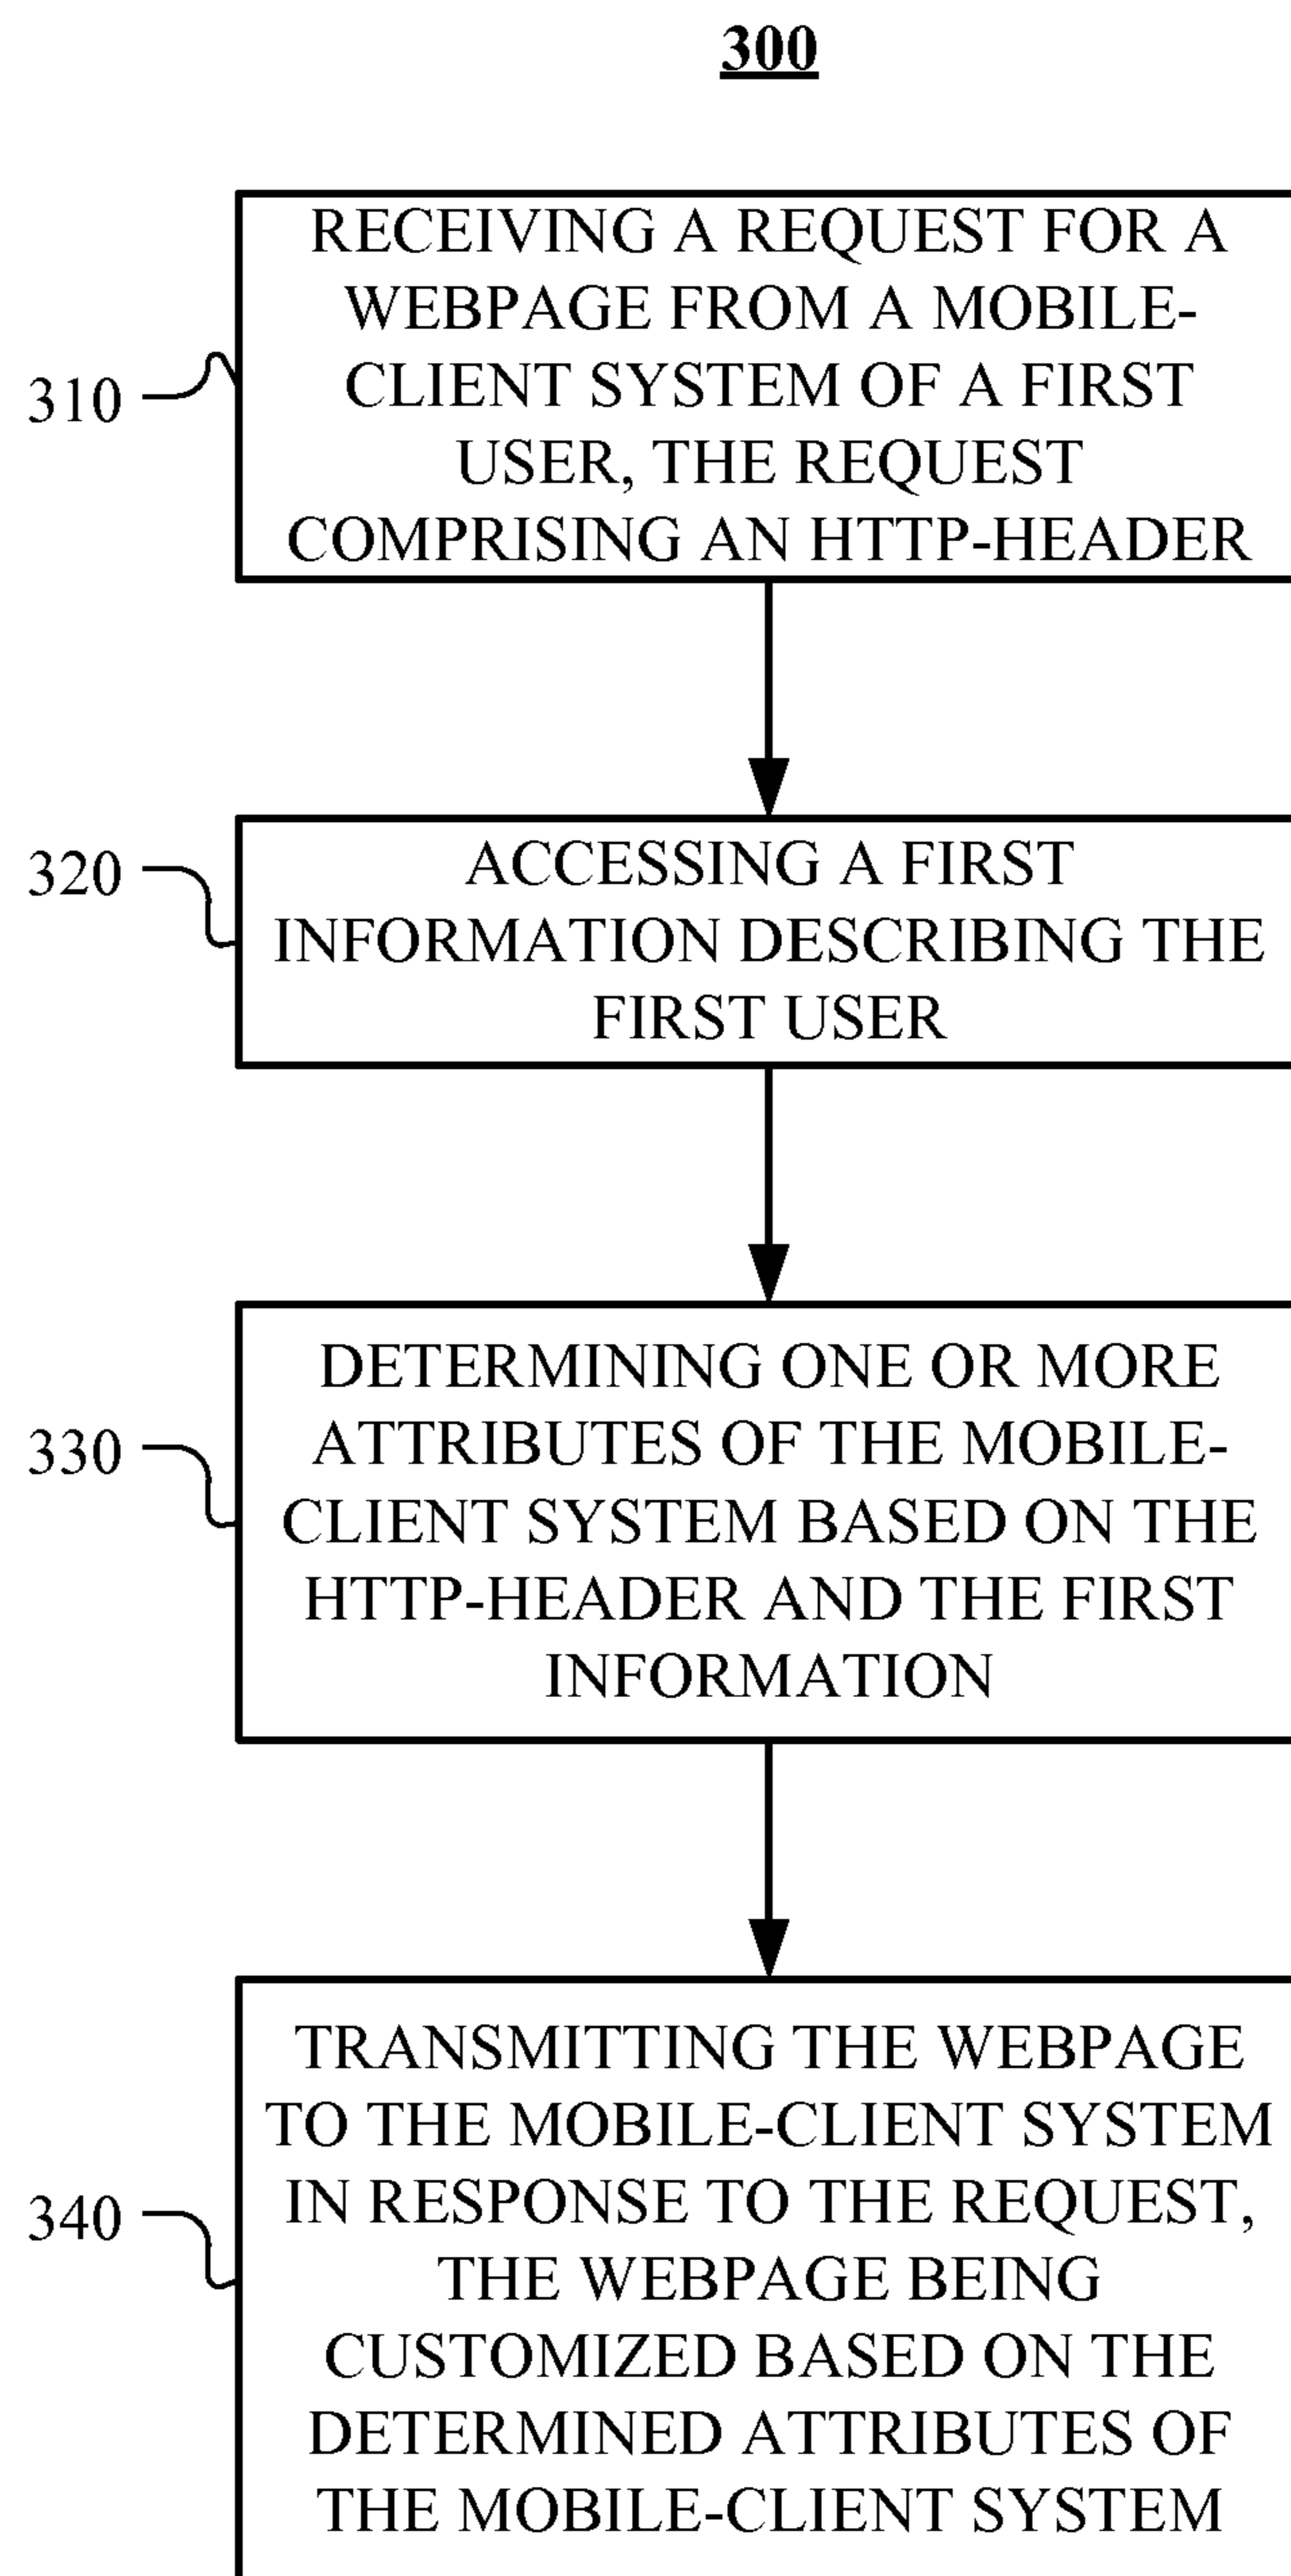 300
RECEIVING A REQUEST FOR A
WEBPAGE FROM A MOBILE-
CLIENT SYSTEM OF A FIRST
USER, THE REQUEST
COMPRISING AN HTTP-HEADER
310
320
ACCESSING A FIRST
INFORMATION DESCRIBING THE
FIRST USER
330
DETERMINING ONE OR MORE
ATTRIBUTES OF THE MOBILE-
CLIENT SYSTEM BASED ON THE
HTTP-HEADER AND THE FIRST
INFORMATION
340
TRANSMITTING THE WEBPAGE
TO THE MOBILE-CLIENT SYSTEM
IN RESPONSE TO THE REQUEST,
THE WEBPAGE BEING
CUSTOMIZED BASED ON THE
DETERMINED ATTRIBUTES OF
THE MOBILE-CLIENT SYSTEM